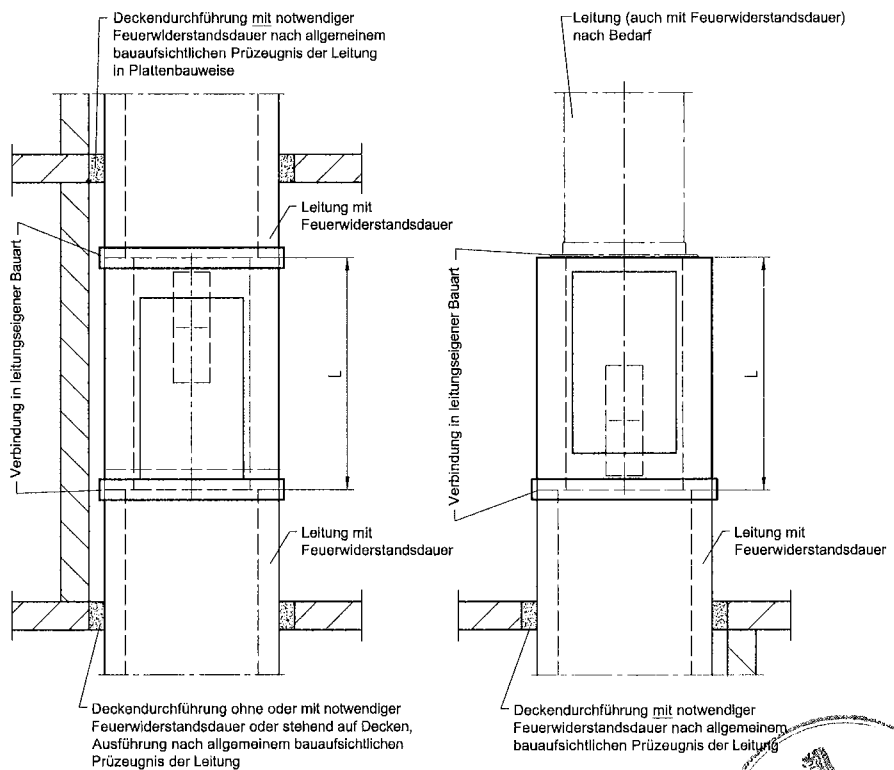 Deckendurchführung mit notwendiger
Feuerwiderstandsdauer nach allgemeinem
bauaufsichtlichen Prüzeugnis der Leitung
in Plattenbauweise
Leitung (auch mit Feuerwiderstandsdauer)
nach Bedarf
Leitung mit
Feuerwiderstandsdauer
Verbindung in leitungseigener Bauart
L
Verbindung in leitungseigener Bauart
L
Leitung mit
Feuerwiderstandsdauer
Leitung mit
Feuerwiderstandsdauer
Deckendurchführung ohne oder mit notwendiger
Feuerwiderstandsdauer oder stehend auf Decken,
Ausführung nach allgemeinem bauaufsichtlichen
Prüzeugnis der Leitung
Deckendurchführung mit notwendiger
Feuerwiderstandsdauer nach allgemeinem
bauaufsichtlichen Prüzeugnis der Leitung